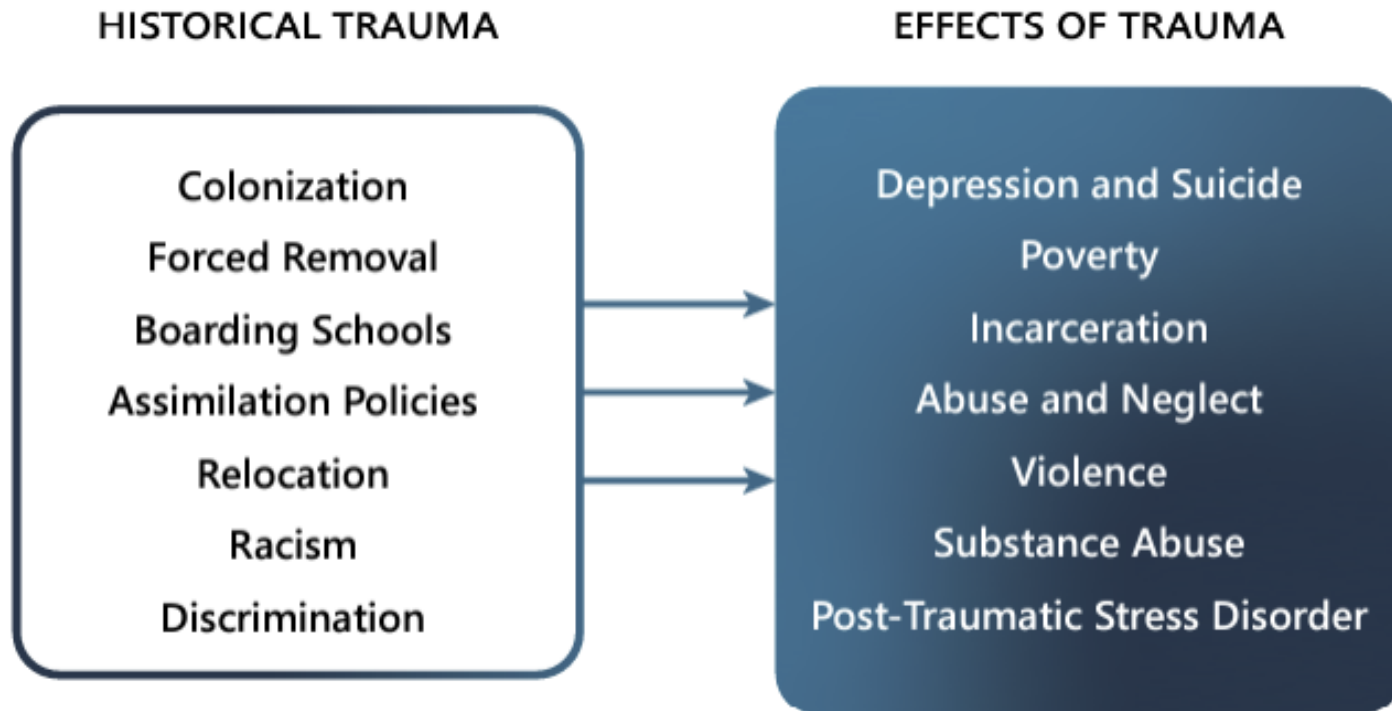 HISTORICAL TRAUMA
Colonization
Forced Removal
Boarding Schools
Assimilation Policies
Relocation
Racism
Discrimination
EFFECTS OF TRAUMA
Depression and Suicide
Poverty
Incarceration
Abuse and Neglect
Violence
Substance Abuse
Post-Traumatic Stress Disorder